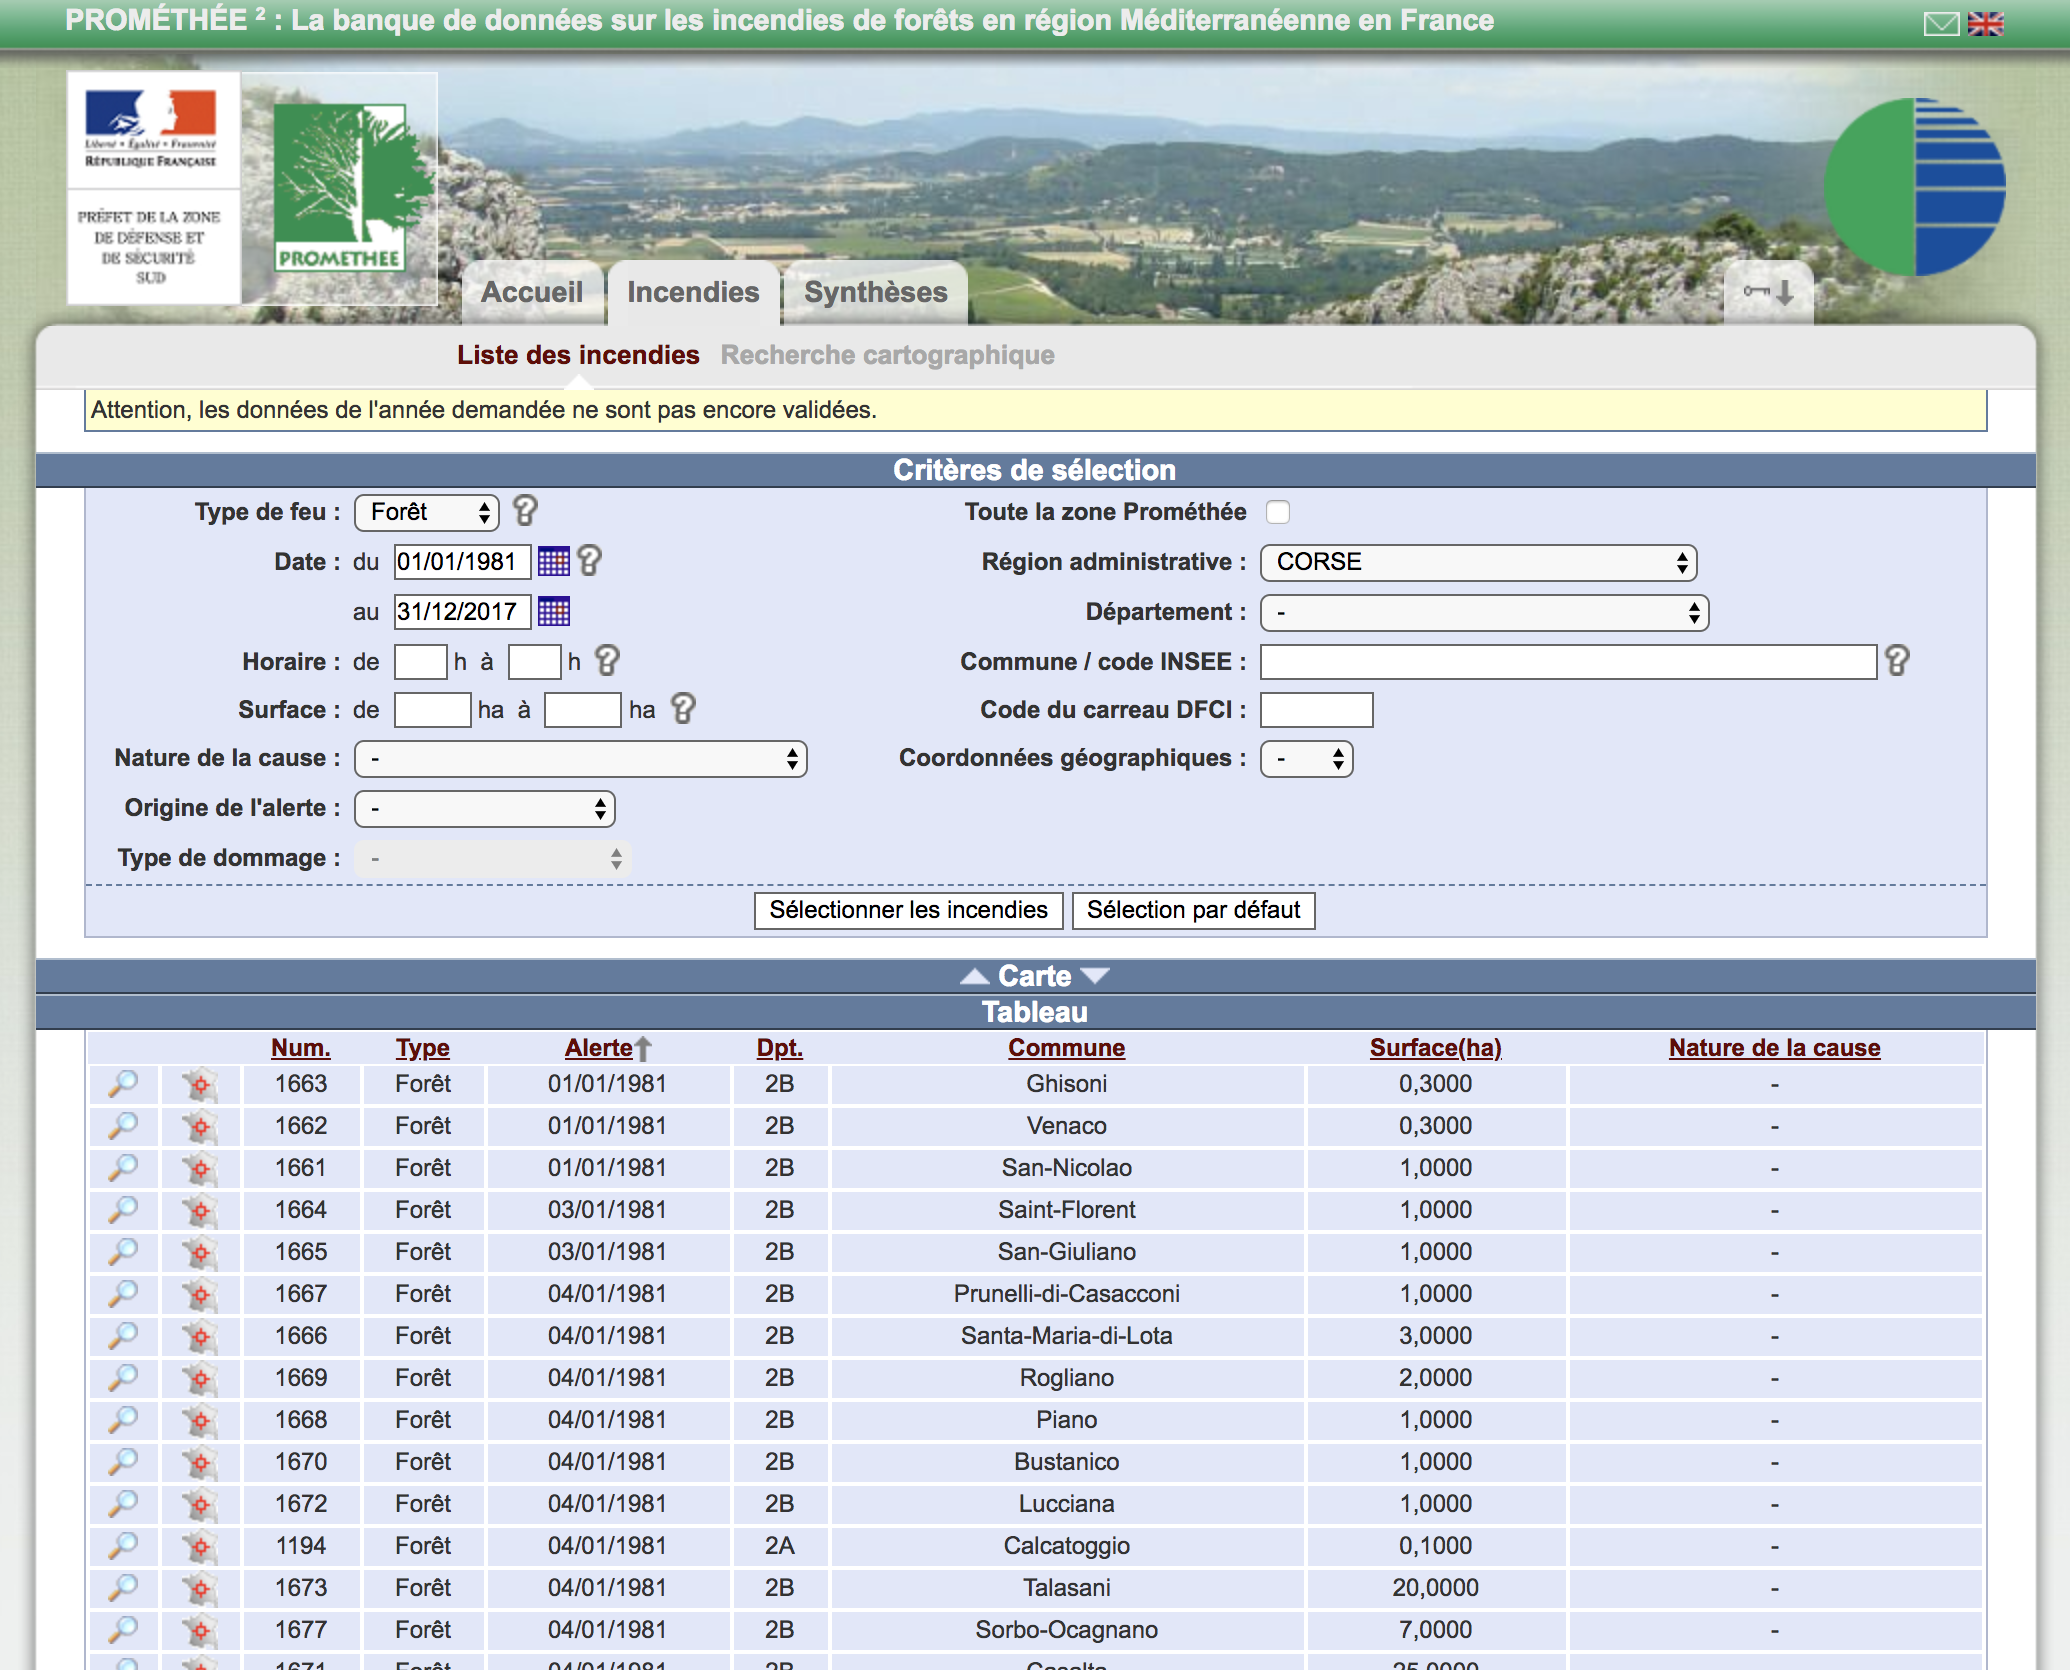 PROMÉTHÉE ² : La banque de données sur les incendies de forêts en région Méditerranéenne en France
Liberté • Égalité • Fraternité
RÉPUBLIQUE FRANÇAISE
PRÉFET DE LA ZONE
DE DÉFENSE ET
DE SÉCURITÉ
SUD
PROMETHEE
Accueil Incendies Synthèses
Liste des incendies Recherche cartographique
Attention, les données de l'année demandée ne sont pas encore validées.
Critères de sélection
Type de feu : Forêt Toute la zone Prométhée
Date : du 01/01/1981 Région administrative : CORSE
au 31/12/2017 Département : -
Horaire : de h à h Commune / code INSEE :
Surface : de ha à ha Code du carreau DFCI :
Nature de la cause : - Coordonnées géographiques : -
Origine de l'alerte : -
Type de dommage : -
Sélectionner les incendies Sélection par défaut
Carte
Tableau
Num. Type Alerte Dpt. Commune Surface(ha) Nature de la cause
1663 Forêt 01/01/1981 2B Ghisoni 0,3000 -
1662 Forêt 01/01/1981 2B Venaco 0,3000 -
1661 Forêt 01/01/1981 2B San-Nicolao 1,0000 -
1664 Forêt 03/01/1981 2B Saint-Florent 1,0000 -
1665 Forêt 03/01/1981 2B San-Giuliano 1,0000 -
1667 Forêt 04/01/1981 2B Prunelli-di-Casacconi 1,0000 -
1666 Forêt 04/01/1981 2B Santa-Maria-di-Lota 3,0000 -
1669 Forêt 04/01/1981 2B Rogliano 2,0000 -
1668 Forêt 04/01/1981 2B Piano 1,0000 -
1670 Forêt 04/01/1981 2B Bustanico 1,0000 -
1672 Forêt 04/01/1981 2B Lucciana 1,0000 -
1194 Forêt 04/01/1981 2A Calcatoggio 0,1000 -
1673 Forêt 04/01/1981 2B Talasani 20,0000 -
1677 Forêt 04/01/1981 2B Sorbo-Ocagnano 7,0000 -
1671 Forêt 04/01/1981 2B Casalta 25,0000